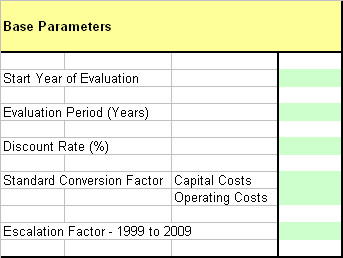 Base Parameters
Start Year of Evaluation
Evaluation Period (Years)
Discount Rate (%)
Standard Conversion Factor Capital Costs
Operating Costs
Escalation Factor - 1999 to 2009